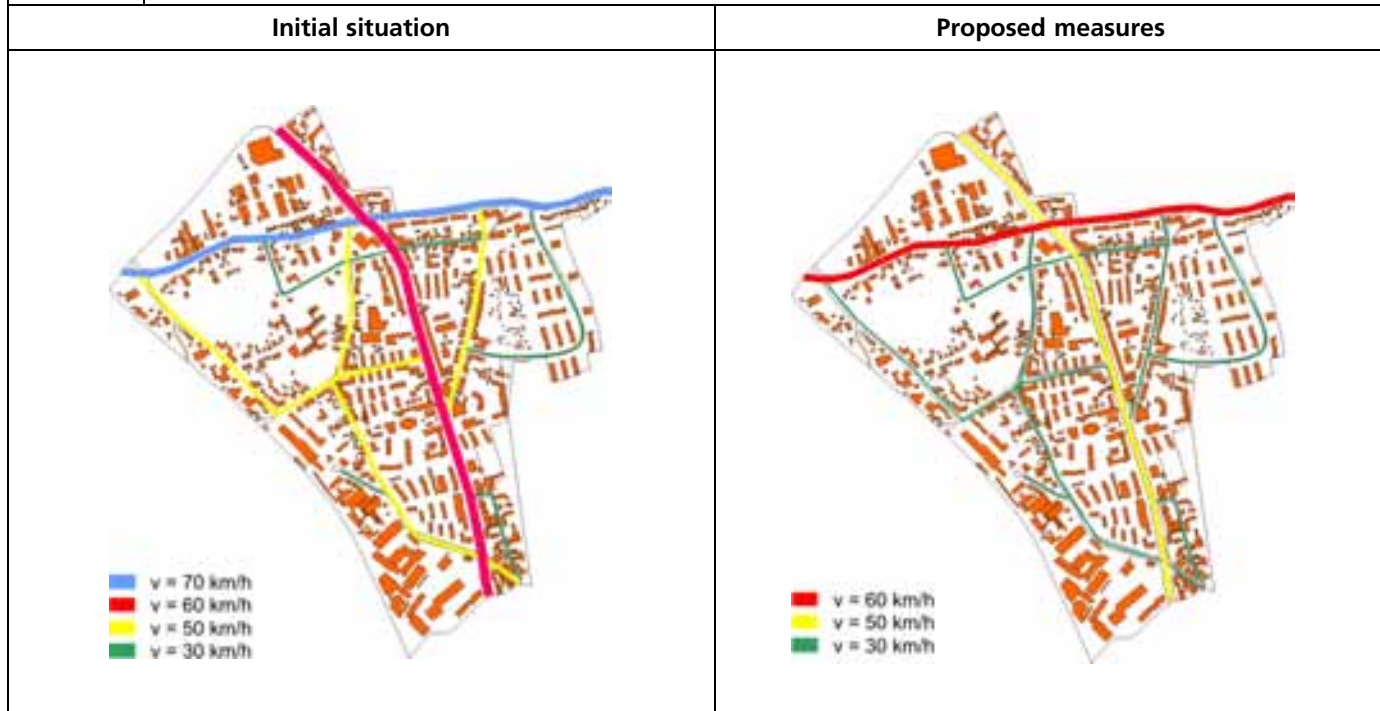 Initial situation
Proposed measures
v = 70 km/h
v = 60 km/h
v = 50 km/h
v = 30 km/h
v = 60 km/h
v = 50 km/h
v = 30 km/h